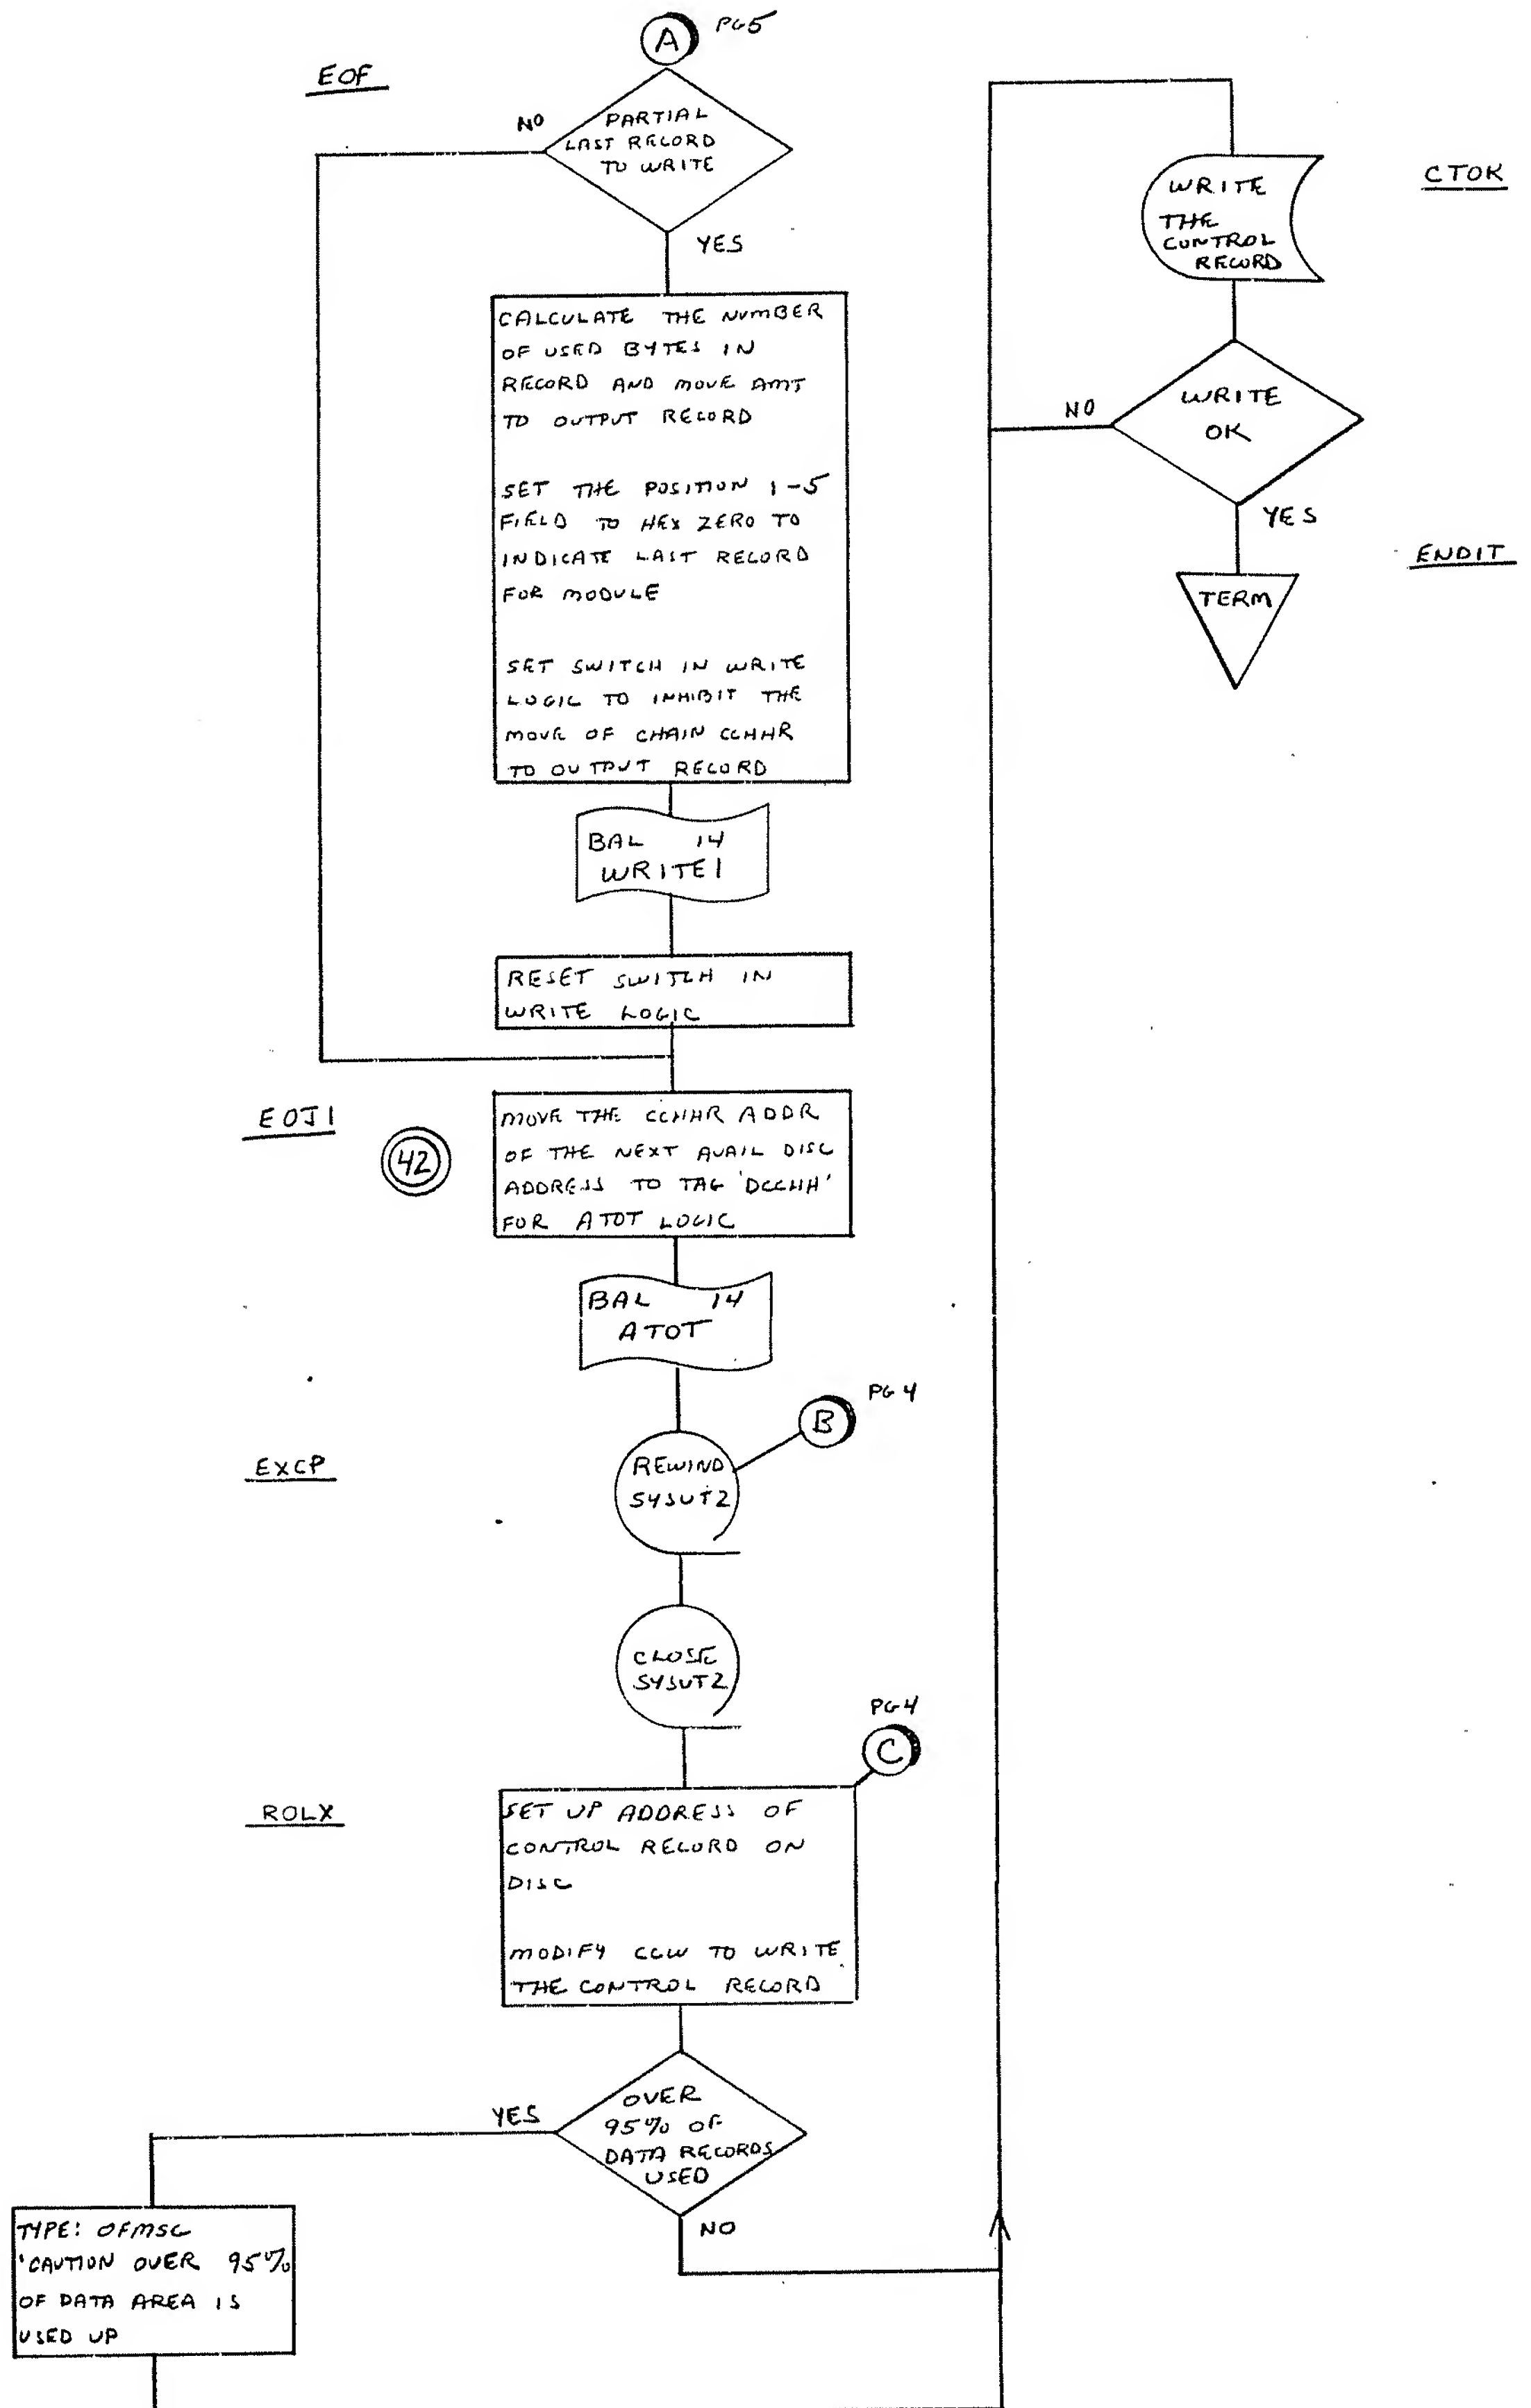 A PG5
EOF
NO
PARTIAL
LAST RECORD
TO WRITE
YES
CALCULATE THE NUMBER
OF USED BYTES IN
RECORD AND MOVE AMT
TO OUTPUT RECORD
SET THE POSITION 1-5
FIELD TO HEX ZERO TO
INDICATE LAST RECORD
FOR MODULE
SET SWITCH IN WRITE
LOGIC TO INHIBIT THE
MOVE OF CHAIN CCHHR
TO OUTPUT RECORD
BAL 14
WRITE1
RESET SWITCH IN
WRITE LOGIC
EOJ1
42
MOVE THE CCHHR ADDR
OF THE NEXT AVAIL DISC
ADDRESS TO TAG 'DCCHH'
FOR ATOT LOGIC
BAL 14
ATOT
B PG4
EXCP
REWIND
SYSUT2
CLOSE
SYSUT2
PG4
C
ROLX
SET UP ADDRESS OF
CONTROL RECORD ON
DISC
MODIFY CCW TO WRITE
THE CONTROL RECORD
YES
OVER
95% OF
DATA RECORDS
USED
NO
TYPE: OFMSG
'CAUTION OVER 95%
OF DATA AREA IS
USED UP
WRITE
THE
CONTROL
RECORD
CTOK
NO
WRITE
OK
YES
ENDIT
TERM